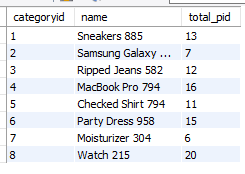 categoryid name total_pid
1 Sneakers 885 13
2 Samsung Galaxy ... 7
3 Ripped Jeans 582 12
4 MacBook Pro 794 16
5 Checked Shirt 794 11
6 Party Dress 958 15
7 Moisturizer 304 6
8 Watch 215 20